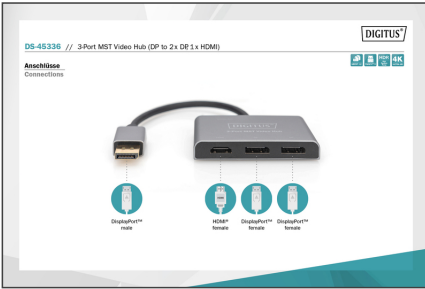 DIGITUS®
DS-45336 // 3-Port MST Video Hub (DP to 2x DP, 1x HDMI)
Anschlüsse
Connections
HDR
4K
DIGITUS
DisplayPort™
male
HDMI®
female
DisplayPort™
female
DisplayPort™
female